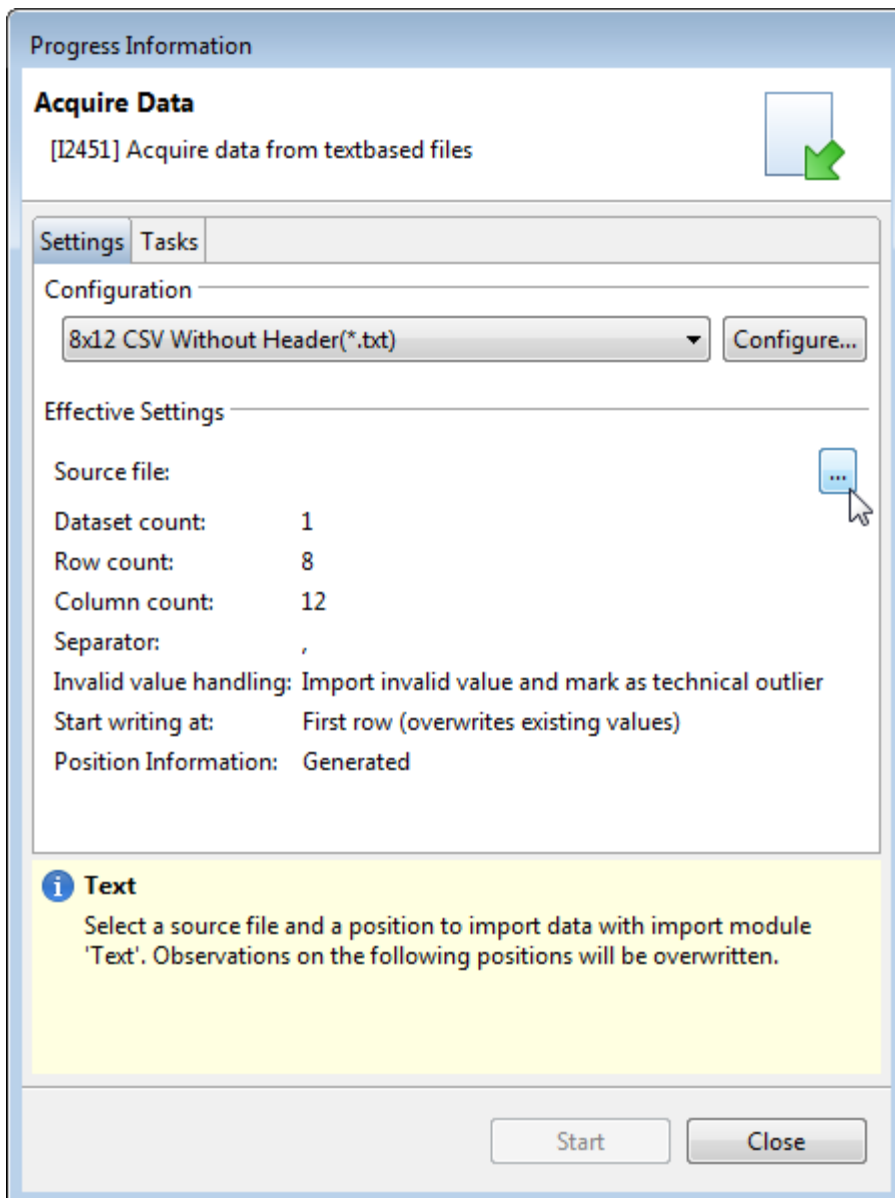 Progress Information
Acquire Data
[I2451] Acquire data from textbased files
Settings Tasks
Configuration
8x12 CSV Without Header(*.txt) Configure...
Effective Settings
Source file: ...
Dataset count: 1
Row count: 8
Column count: 12
Separator: ,
Invalid value handling: Import invalid value and mark as technical outlier
Start writing at: First row (overwrites existing values)
Position Information: Generated
i Text
Select a source file and a position to import data with import module
'Text'. Observations on the following positions will be overwritten.
Start Close